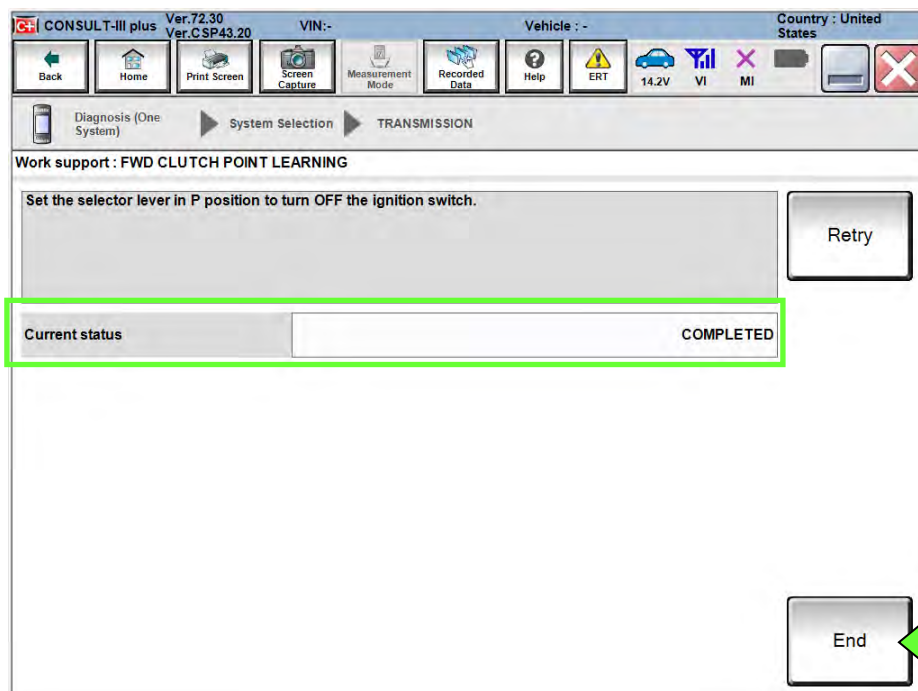 C+ CONSULT-III plus Ver.72.30 VIN:- Vehicle : - Country : United
Ver.CSP43.20 States
Back Home Print Screen Screen Measurement Recorded Help ERT 14.2V VI MI
Capture Mode Data
Diagnosis (One System Selection TRANSMISSION
System)
Work support : FWD CLUTCH POINT LEARNING
Set the selector lever in P position to turn OFF the ignition switch.
Retry
Current status COMPLETED
End